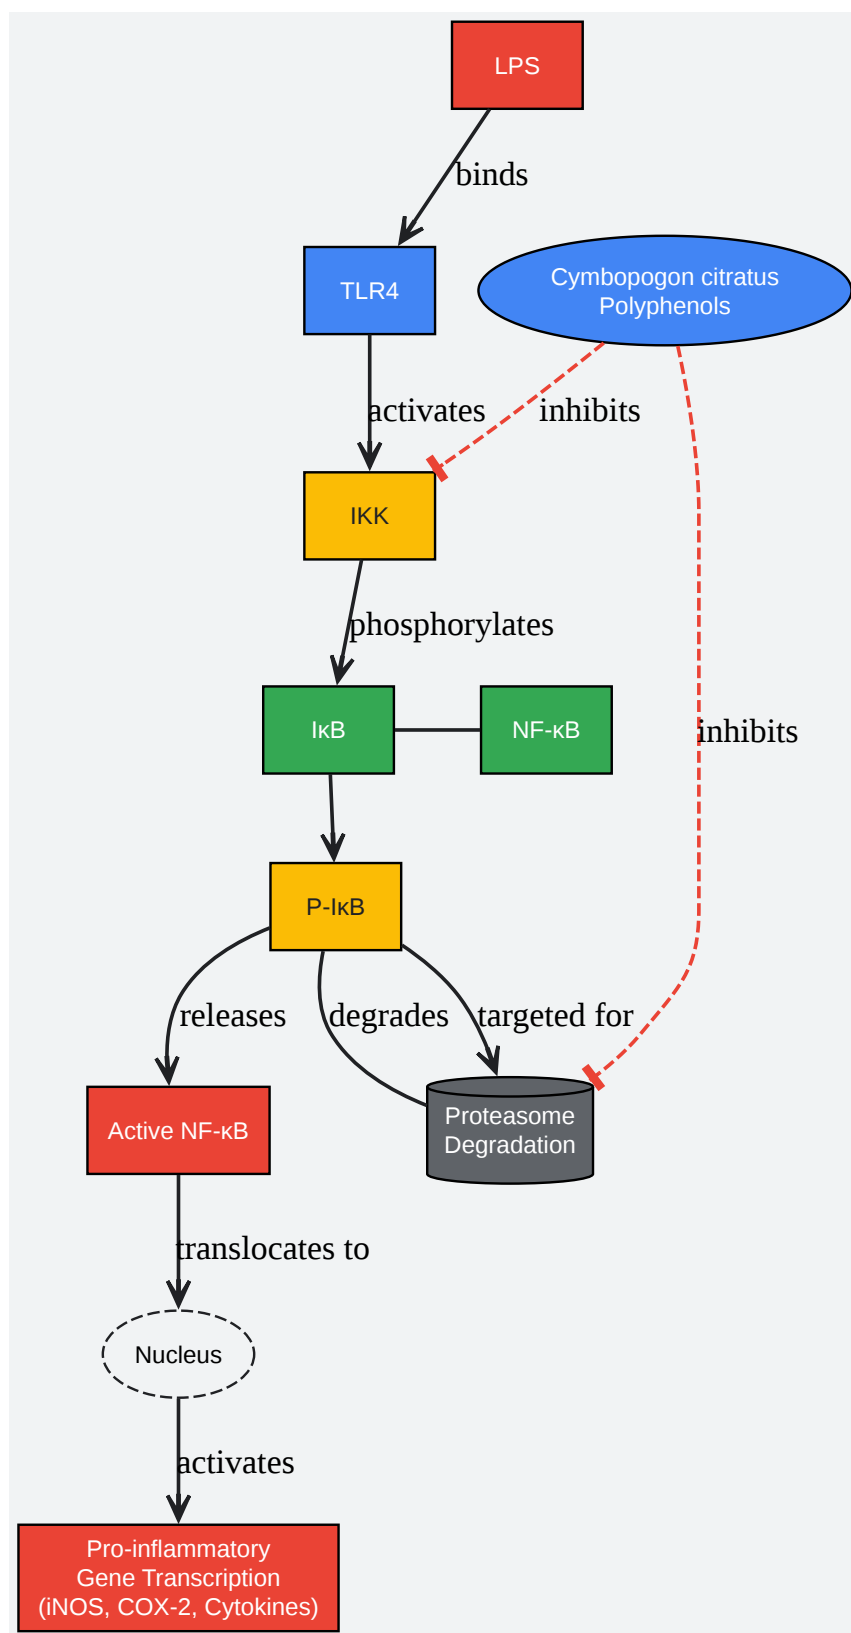 LPS
binds
TLR4
Cymbopogon citratus
Polyphenols
activates
inhibits
IKK
phosphorylates
IκB
NF-κB
inhibits
P-IκB
releases
degrades
targeted for
Active NF-κB
Proteasome
Degradation
translocates to
Nucleus
activates
Pro-inflammatory
Gene Transcription
(iNOS, COX-2, Cytokines)